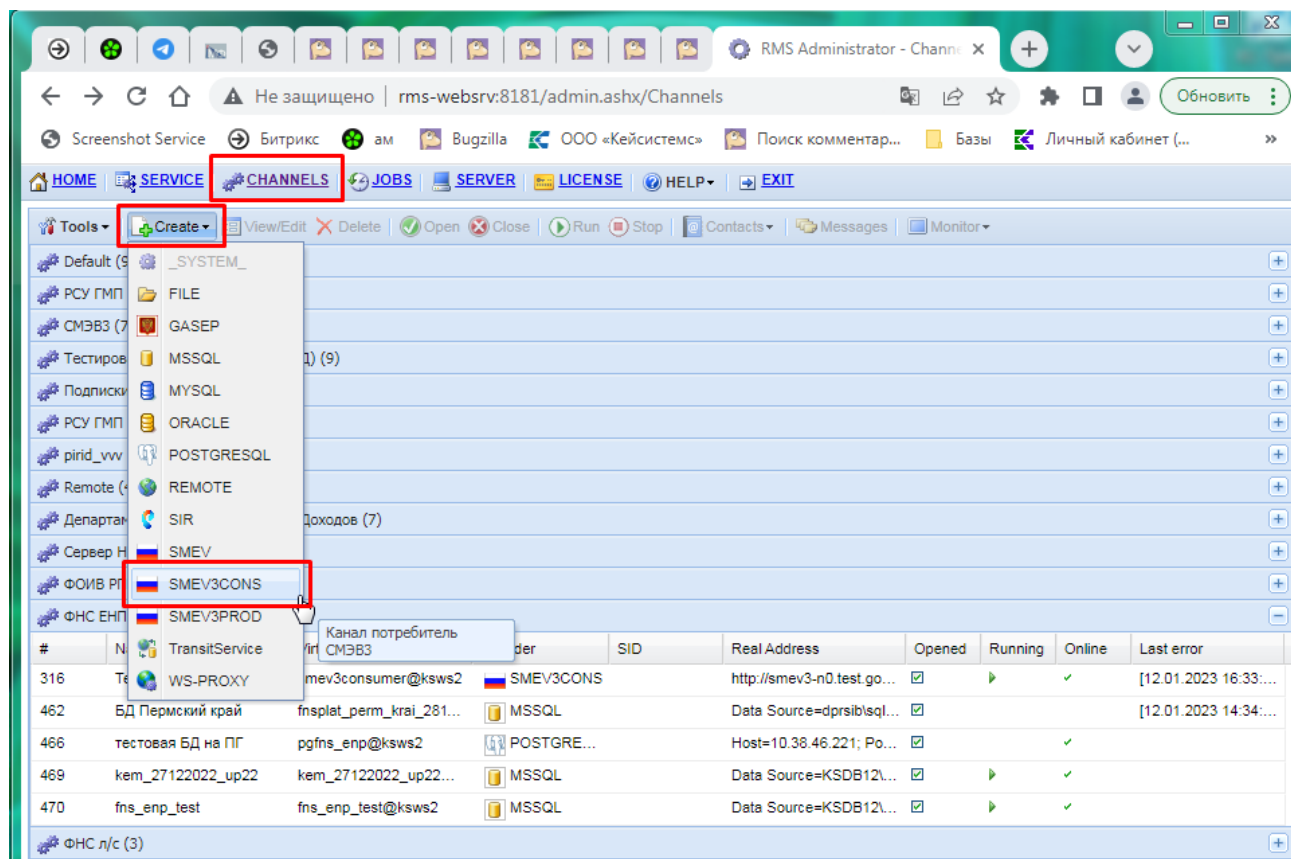 RMS Administrator - Channe
Не защищено | rms-websrv:8181/admin.ashx/Channels
Обновить
Screenshot Service Битрикс ам Bugzilla ООО «Кейсистемс» Поиск комментар... Базы Личный кабинет (... »
HOME SERVICE CHANNELS JOBS SERVER LICENSE HELP EXIT
Tools Create View/Edit Delete Open Close Run Stop Contacts Messages Monitor
Default (9
_SYSTEM_
РСУ ГМП
FILE
СМЭВ3 (7
GASEP
Тестиров
MSSQL
Д) (9)
Подписки
MYSQL
РСУ ГМП
ORACLE
pirid_vvv
POSTGRESQL
Remote (4
REMOTE
Департам
SIR
Доходов (7)
Сервер Н
SMEV
ФОИВ РГ
SMEV3CONS
ФНС ЕНП
SMEV3PROD
Канал потребитель
СМЭВ3
TransitService
WS-PROXY
# N Virt der SID Real Address Opened Running Online Last error
316 Те smev3consumer@ksws2 SMEV3CONS http://smev3-n0.test.go... [12.01.2023 16:33:...
462 БД Пермский край fnsplat_perm_krai_281... MSSQL Data Source=dprsib\sql... [12.01.2023 14:34:...
466 тестовая БД на ПГ pgfns_enp@ksws2 POSTGRE... Host=10.38.46.221; Po...
469 kem_27122022_up22 kem_27122022_up22... MSSQL Data Source=KSDB12\...
470 fns_enp_test fns_enp_test@ksws2 MSSQL Data Source=KSDB12\...
ФНС л/с (3)